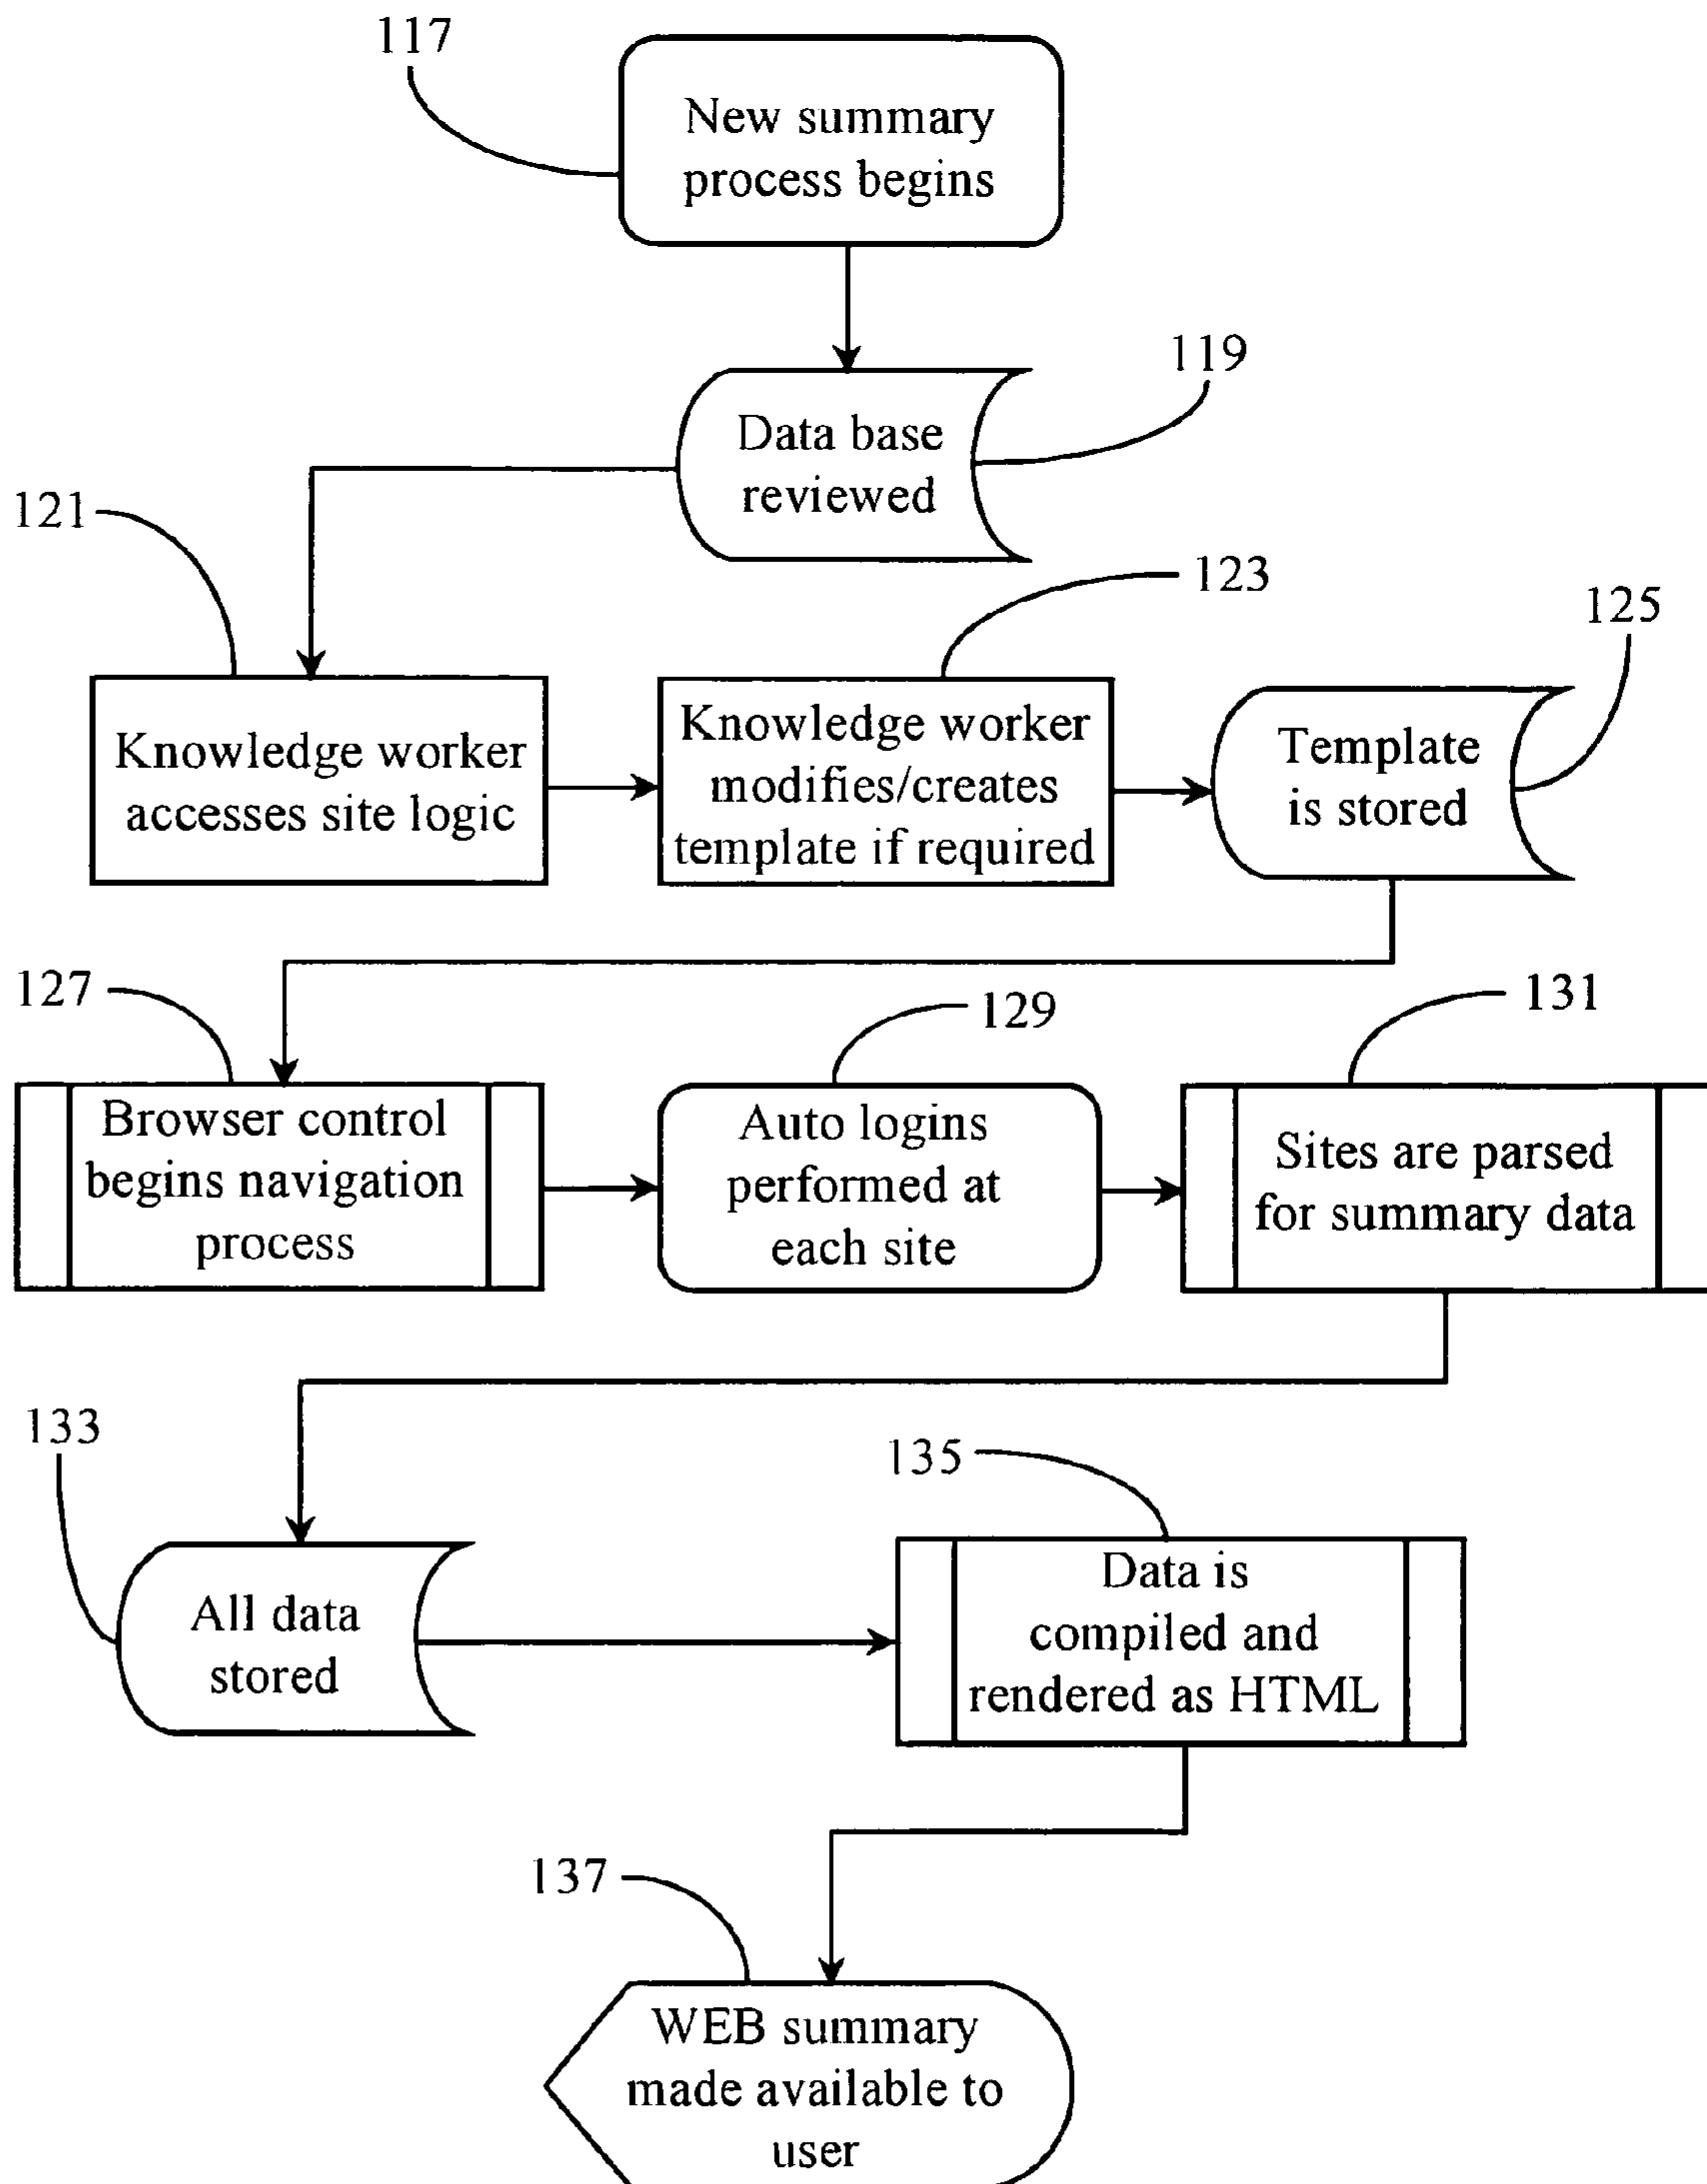 117
New summary
process begins
119
Data base
reviewed
121
123
125
Knowledge worker
accesses site logic
Knowledge worker
modifies/creates
template if required
Template
is stored
127
129
131
Browser control
begins navigation
process
Auto logins
performed at
each site
Sites are parsed
for summary data
133
135
All data
stored
Data is
compiled and
rendered as HTML
137
WEB summary
made available to
user